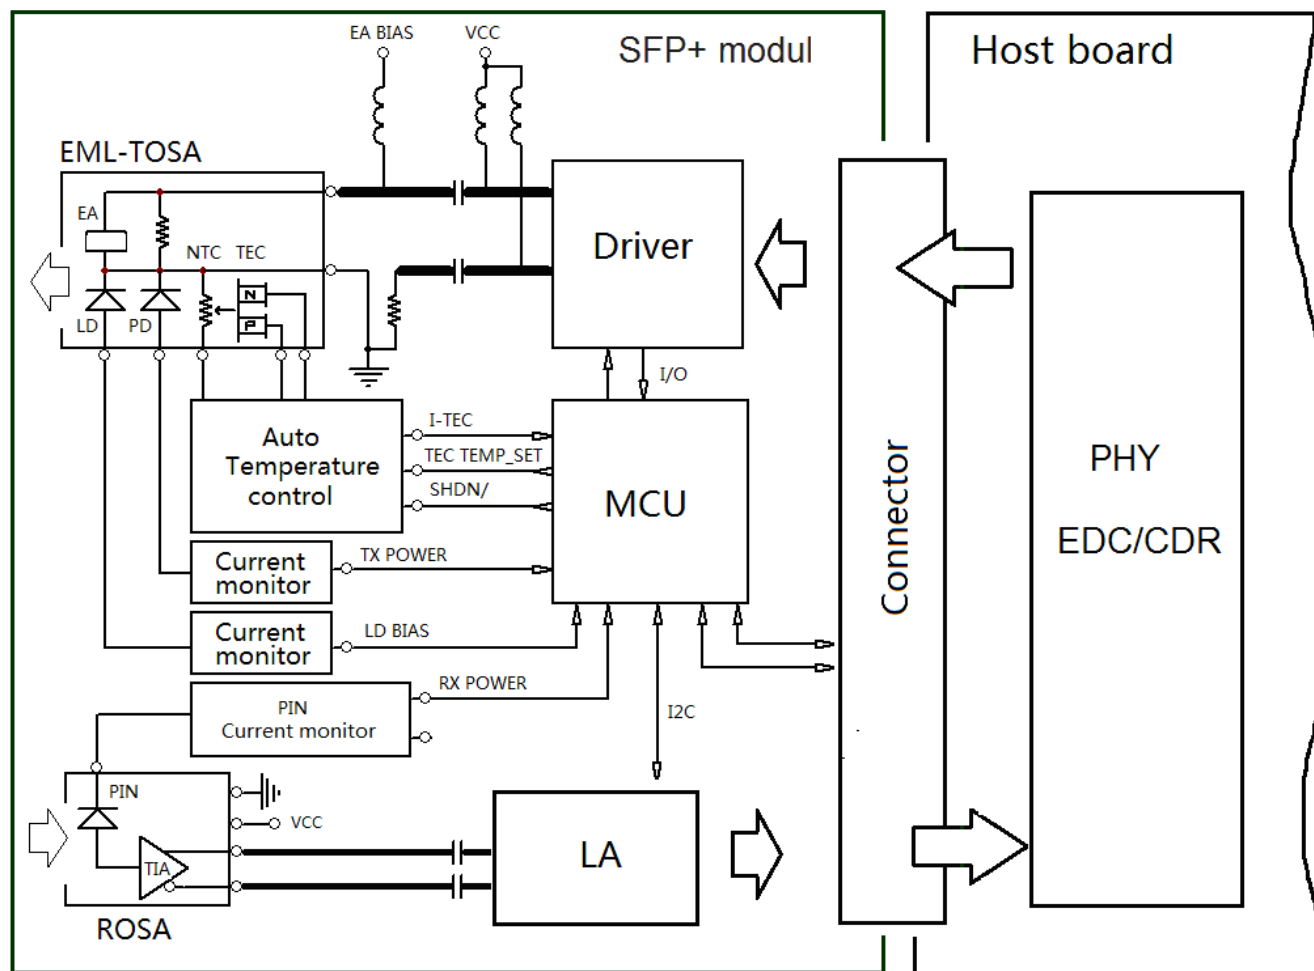 EA BIAS
VCC
SFP+ modul
Host board
EML-TOSA
EA
NTC
TEC
N
P
LD
PD
Driver
I/O
Auto
Temperature
control
I-TEC
TEC TEMP_SET
SHDN/
MCU
Connector
PHY
EDC/CDR
Current
monitor
TX POWER
Current
monitor
LD BIAS
PIN
Current monitor
RX POWER
I2C
PIN
VCC
TIA
LA
ROSA